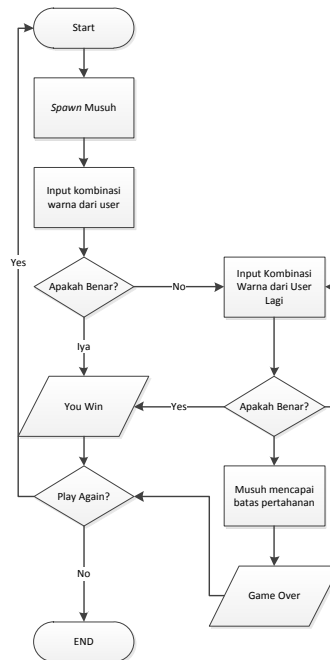 Start
Spawn Musuh
Input kombinasi
warna dari user
Yes
Apakah Benar?
No
Input Kombinasi
Warna dari User
Lagi
Iya
You Win
Yes
Apakah Benar?
Play Again?
Musuh mencapai
batas pertahanan
No
Game Over
END